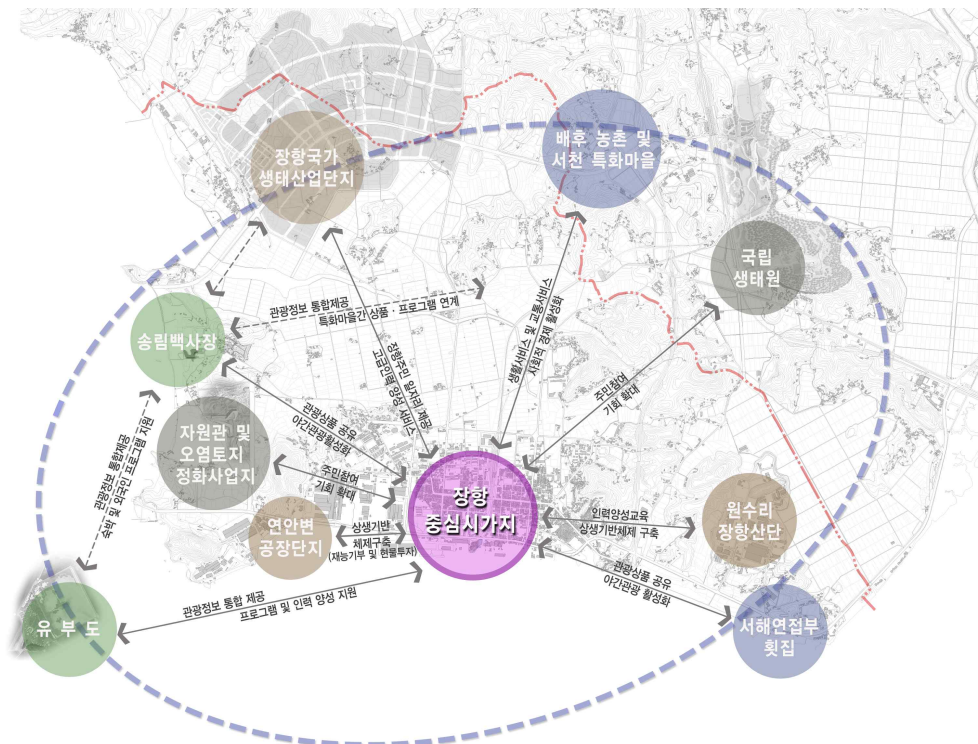 장항국가
생태산업단지
배후 농촌 및
서천 특화마을
국립
생태원
송림백사장
관광정보 통합제공
특화마을간 상품·프로그램 연계
장항주민 일자리 제공
고급인력 양성 서비스
생활서비스 및 교통서비스
사회적 경제 활성화
주민참여
기회 확대
관광상품 공유
야간관광활성화
관광정보 통합제공
숙박 및 외국인 프로그램 지원
자원관 및
오염토지
정화사업지
주민참여
기회 확대
장항
중심시가지
연안변
공장단지
상생기반
체제구축
(재능기부 및 현물투자)
인력양성교육
상생기반체제 구축
원수리
장항산단
관광상품 공유
야간관광 활성화
관광정보 통합 제공
프로그램 및 인력 양성 지원
유 부 도
서해연접부
횟집